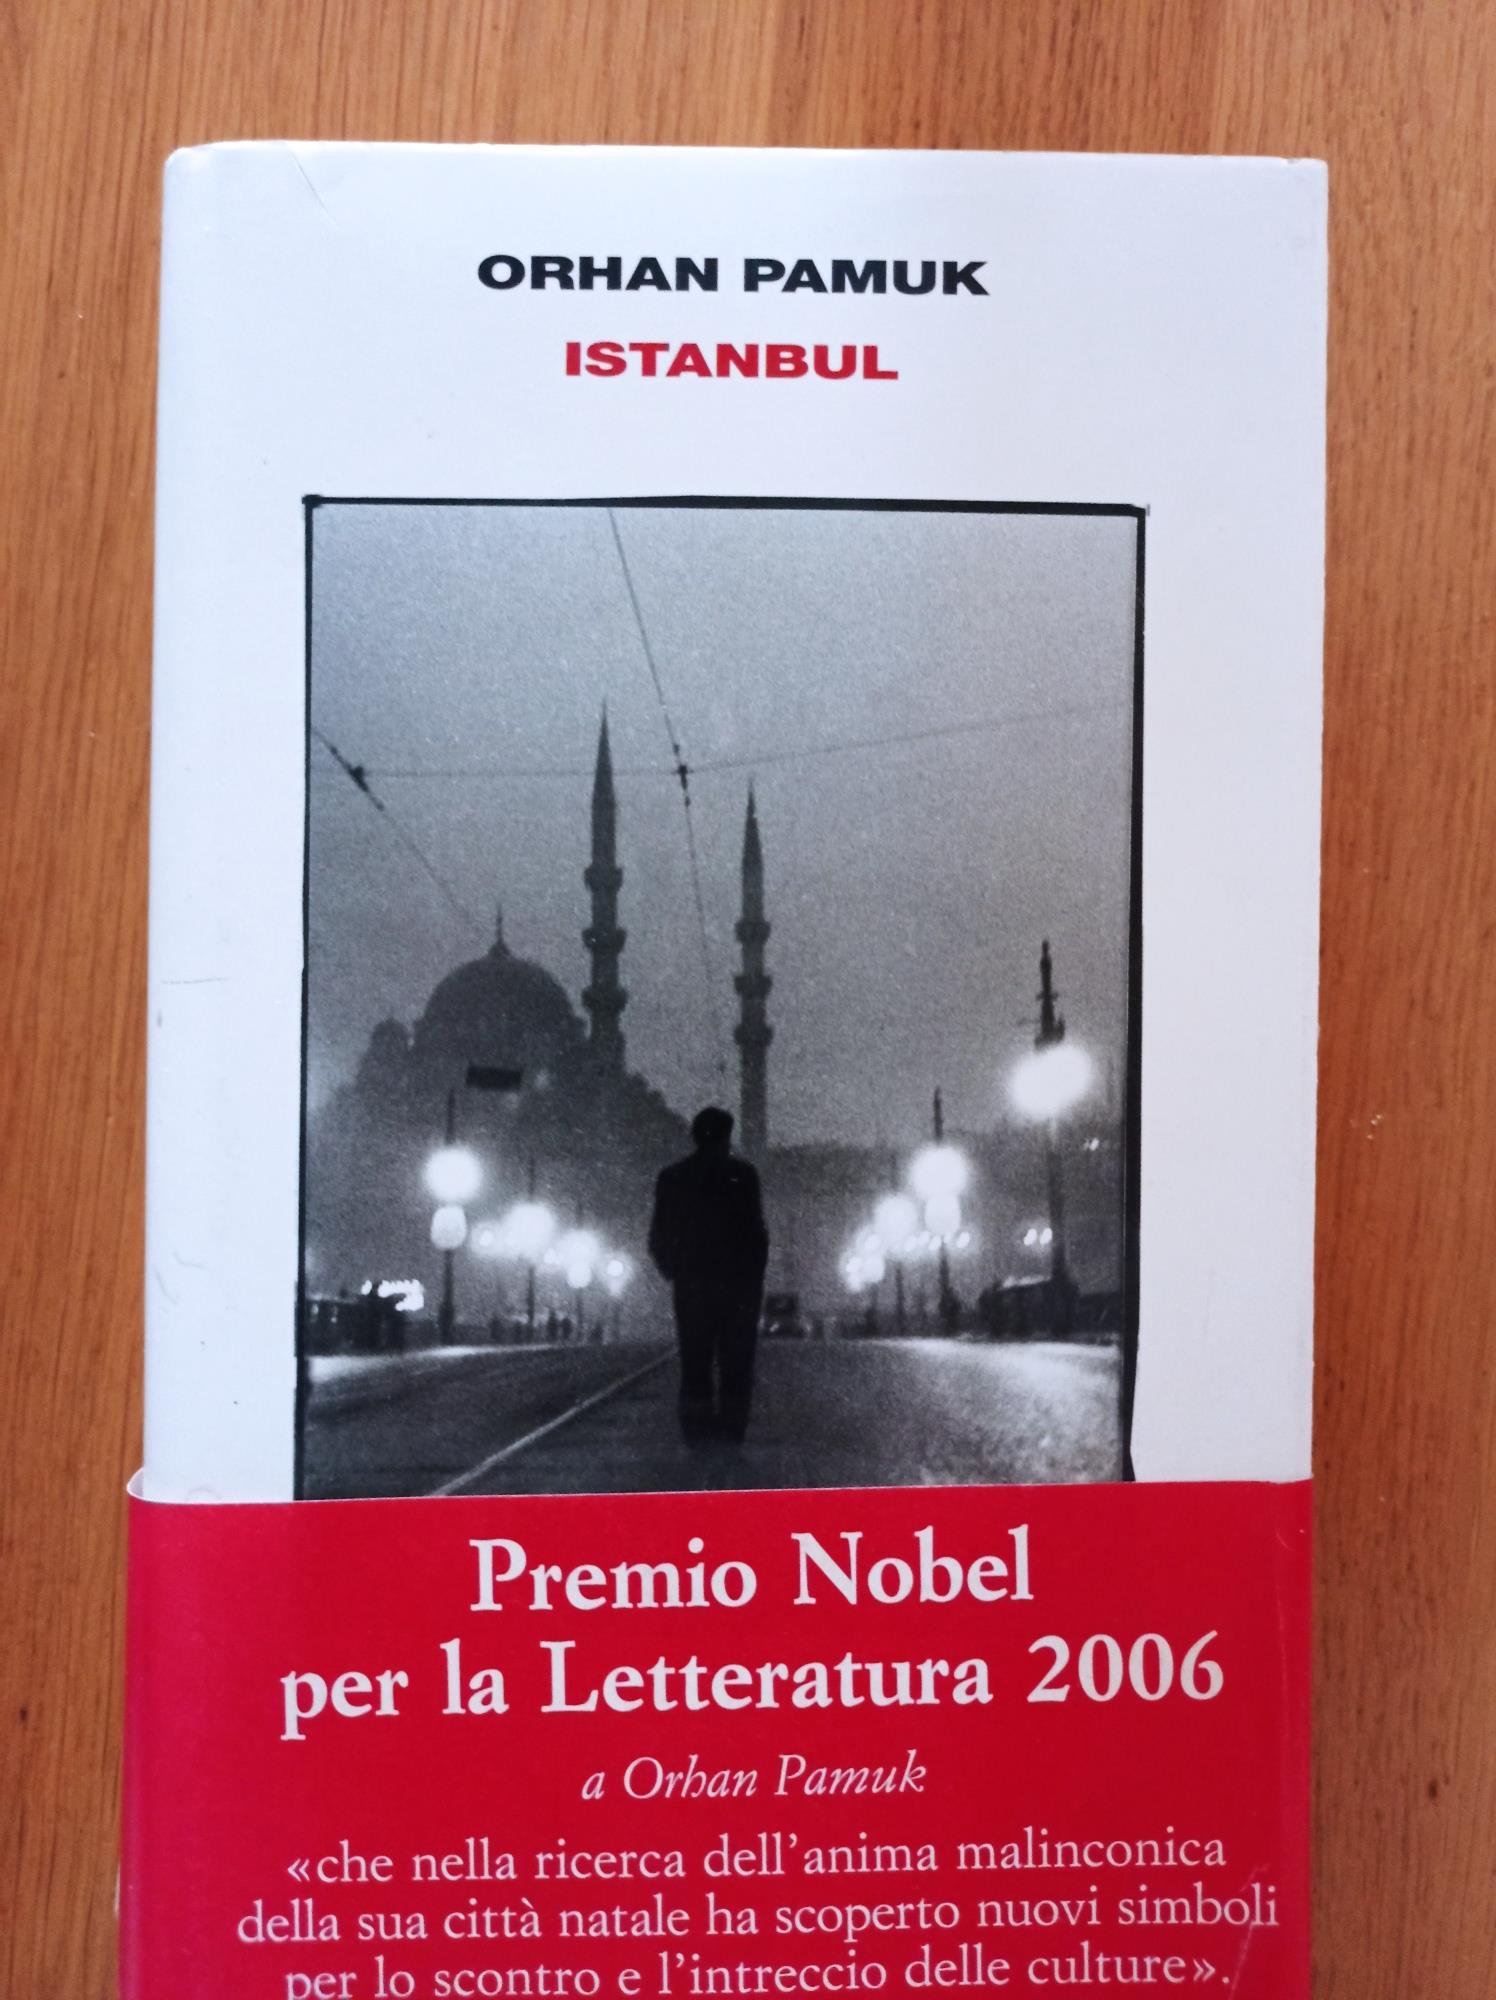 ORHAN PAMUK
ISTANBUL
Premio Nobel
per la Letteratura 2006
a Orhan Pamuk
«che nella ricerca dell'anima malinconica
della sua città natale ha scoperto nuovi simboli
per lo scontro e l'intreccio delle culture».